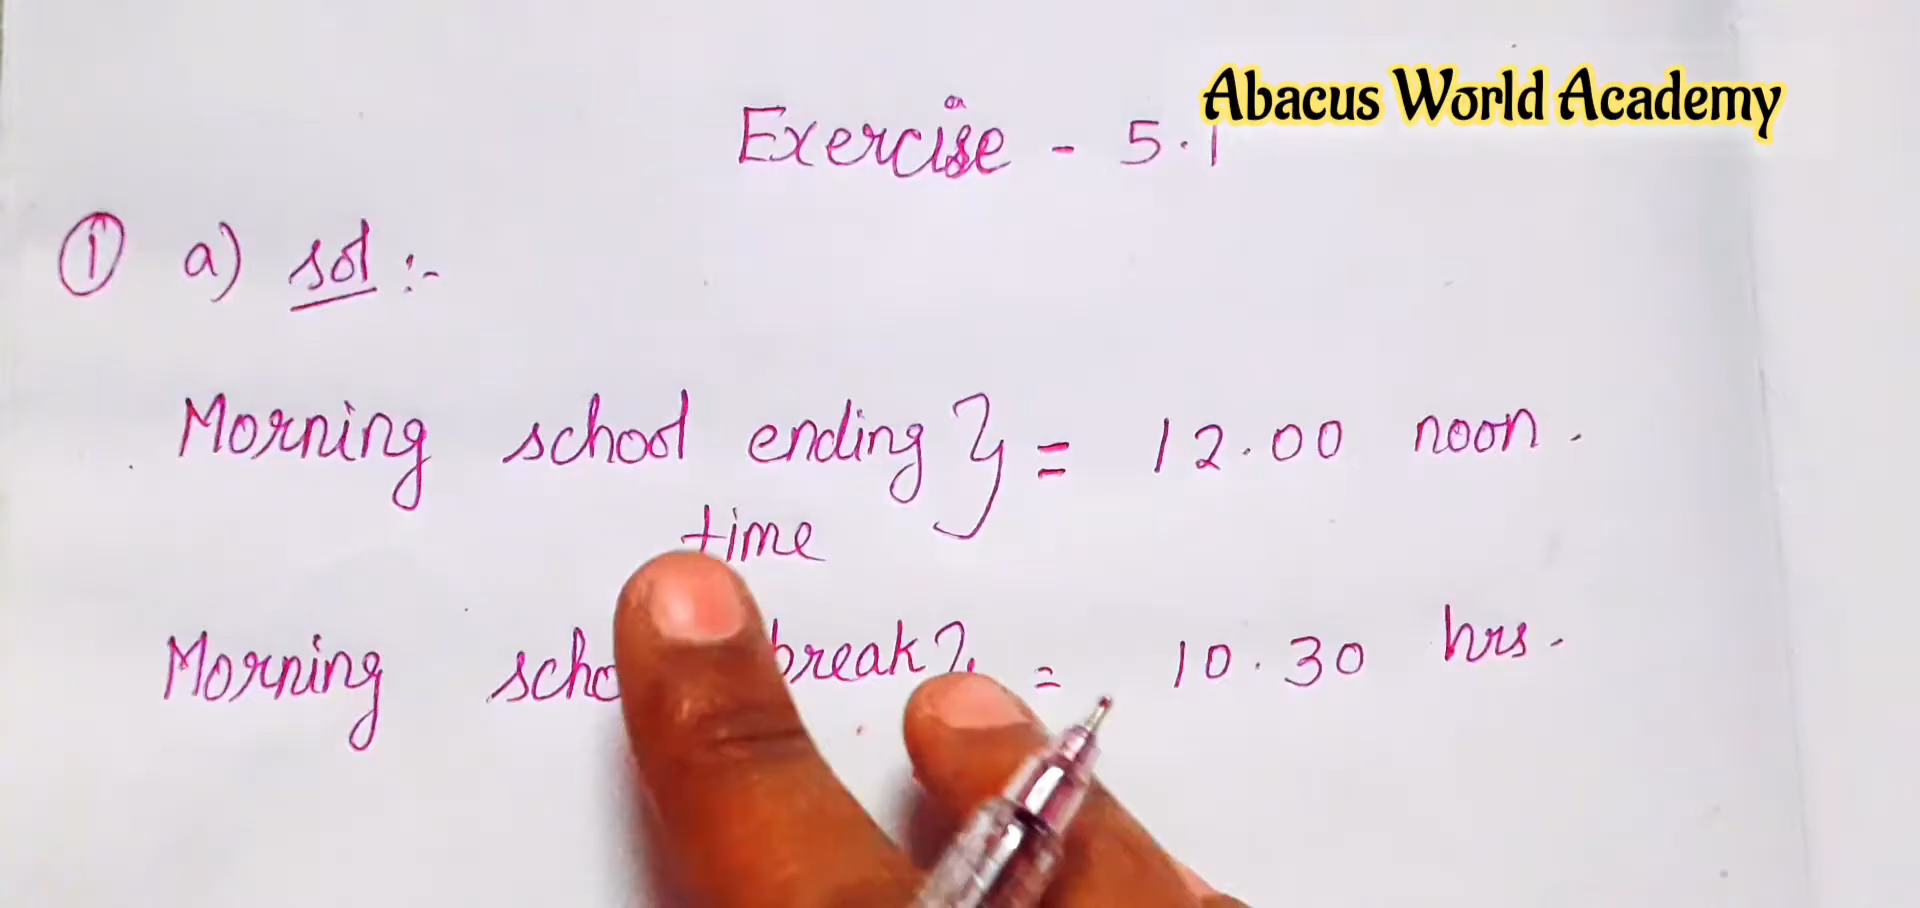 Abacus World Academy
Exercise - 5.1
① a) sol :-
Morning school ending } = 12.00 noon.
time
Morning break } = 10.30 hrs.